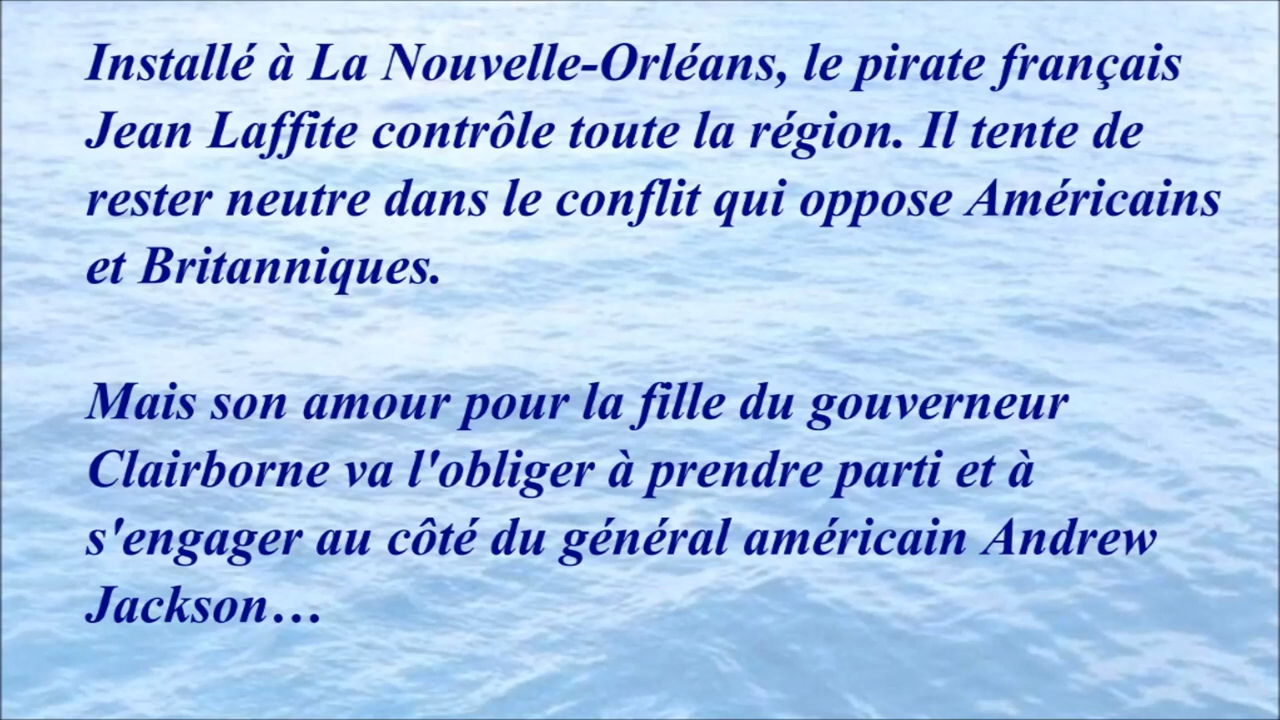 Installé à La Nouvelle-Orléans, le pirate français
Jean Laffite contrôle toute la région. Il tente de
rester neutre dans le conflit qui oppose Américains
et Britanniques.
Mais son amour pour la fille du gouverneur
Clairborne va l'obliger à prendre parti et à
s'engager au côté du général américain Andrew
Jackson…